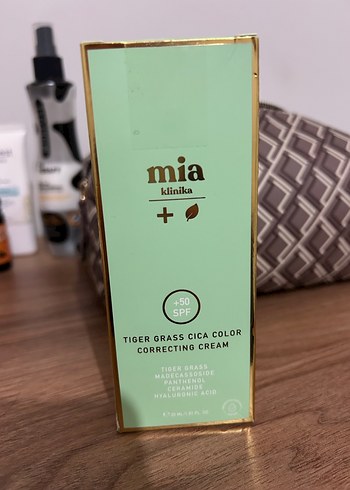 mia
klinika
+50
SPF
TIGER GRASS CICA COLOR
CORRECTING CREAM
TIGER GRASS
MADECASSOSIDE
PANTHENOL
CERAMIDE
HYALURONIC ACID